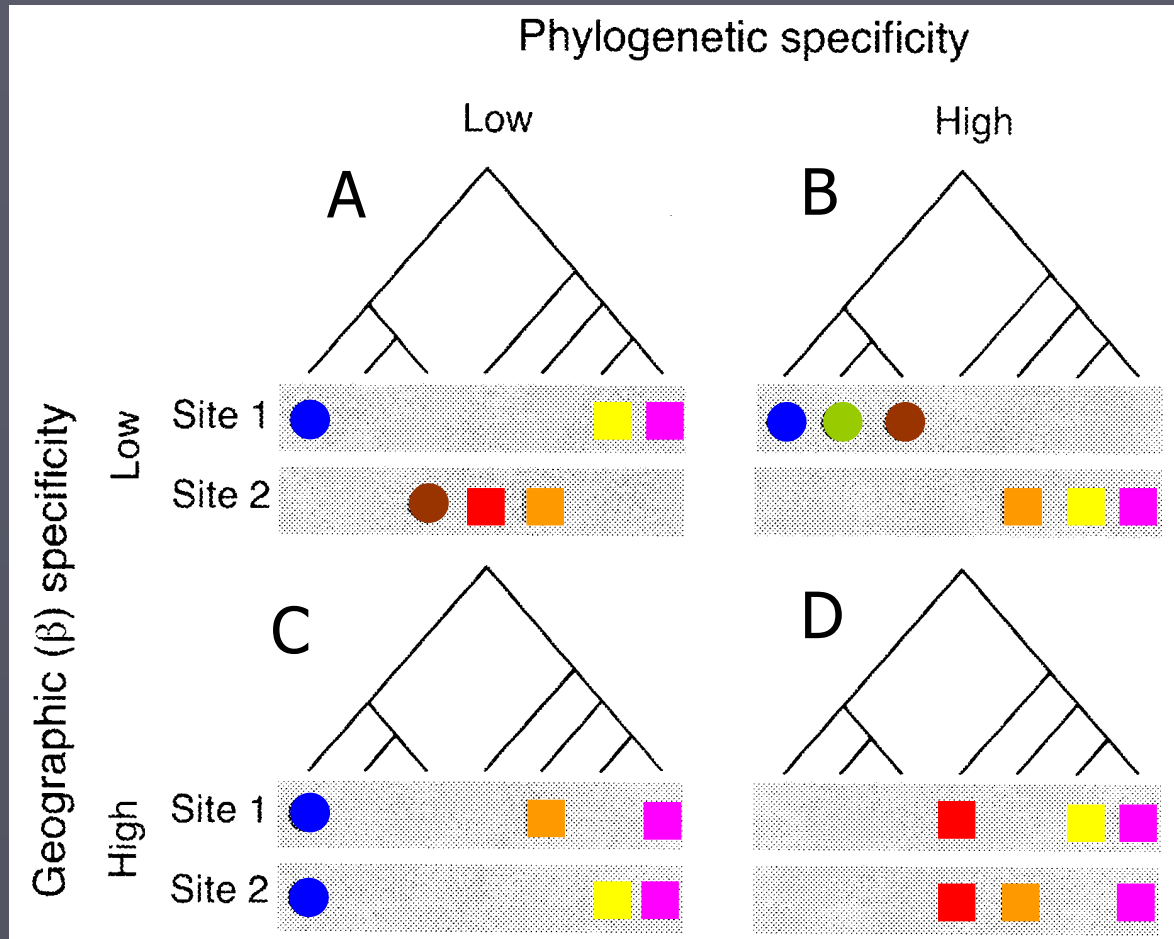 Phylogenetic specificity
Low
High
A
B
Geographic (β) specificity
Low
Site 1
Site 2
C
D
High
Site 1
Site 2